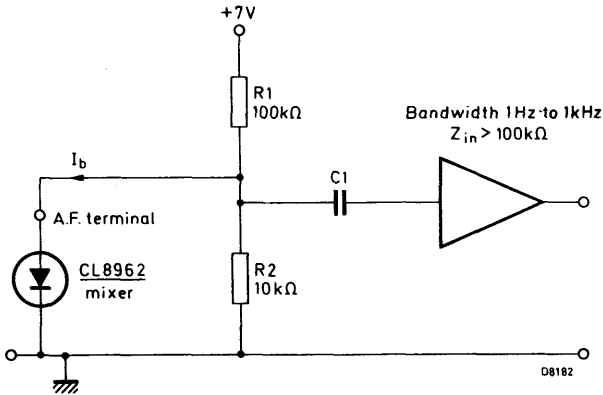 +7V
R1
100kΩ
Bandwidth 1Hz to 1kHz
Zin > 100kΩ
Ib
C1
A.F. terminal
CL8962
mixer
R2
10kΩ
D8182